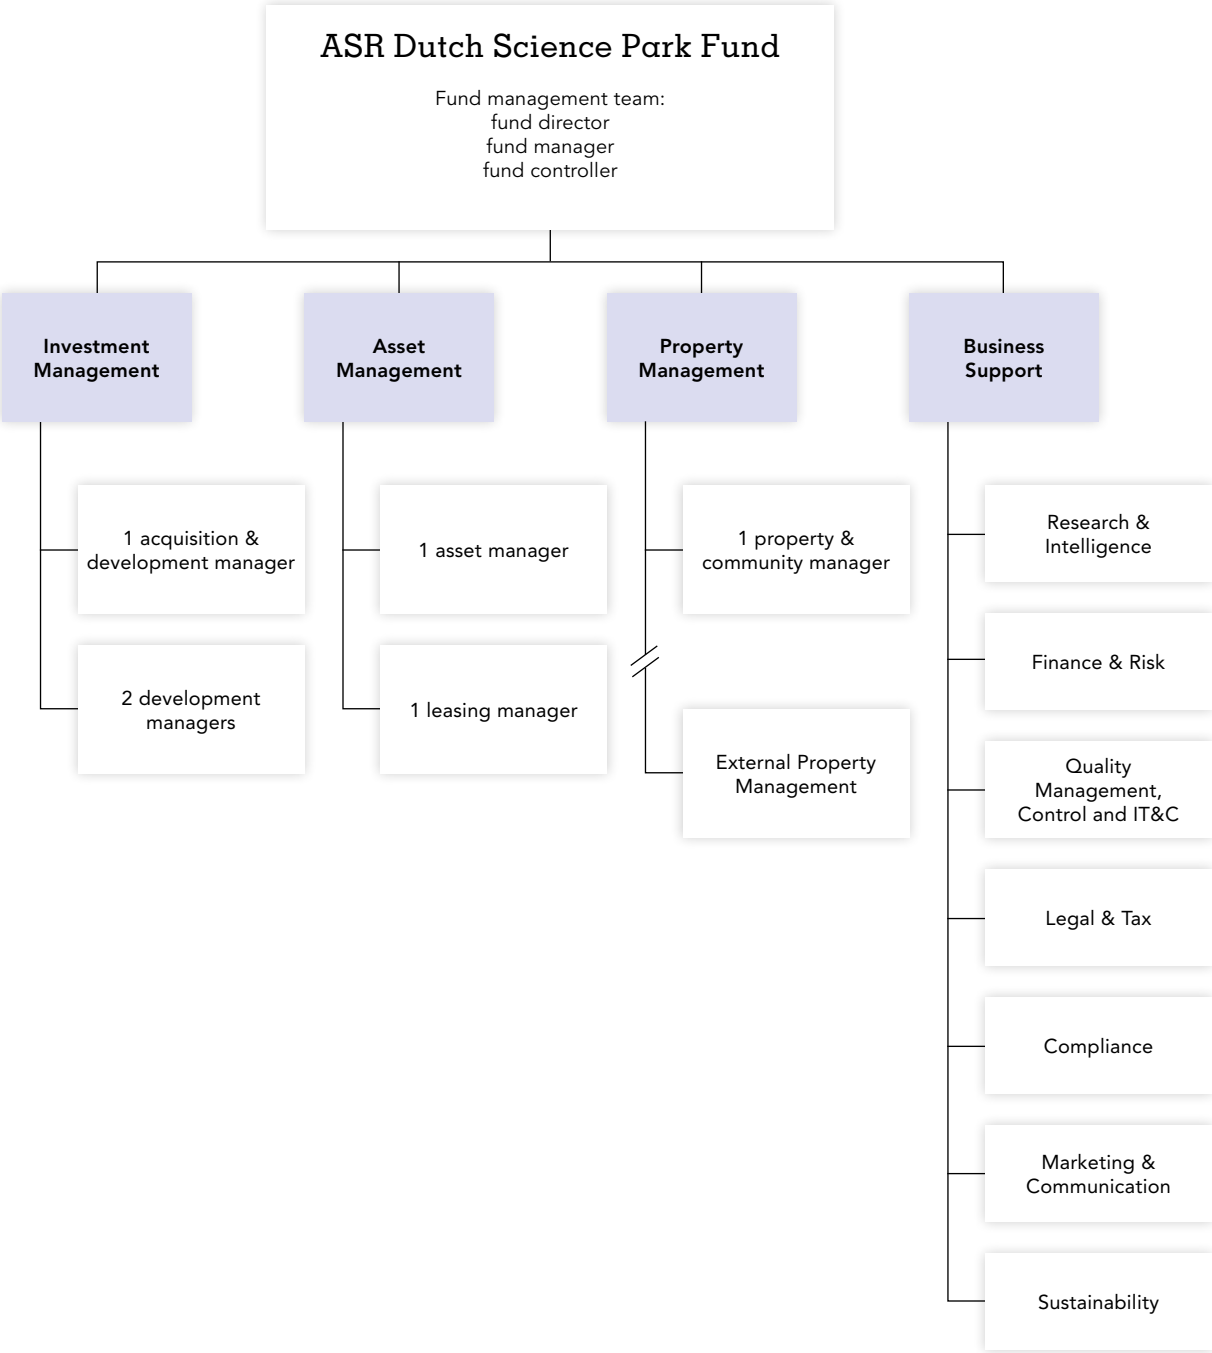 ASR Dutch Science Park Fund
Fund management team:
fund director
fund manager
fund controller
Investment
Management
Asset
Management
Property
Management
Business
Support
1 acquisition &
development manager
2 development
managers
1 asset manager
1 leasing manager
1 property &
community manager
External Property
Management
Research &
Intelligence
Finance & Risk
Quality
Management,
Control and IT&C
Legal & Tax
Compliance
Marketing &
Communication
Sustainability